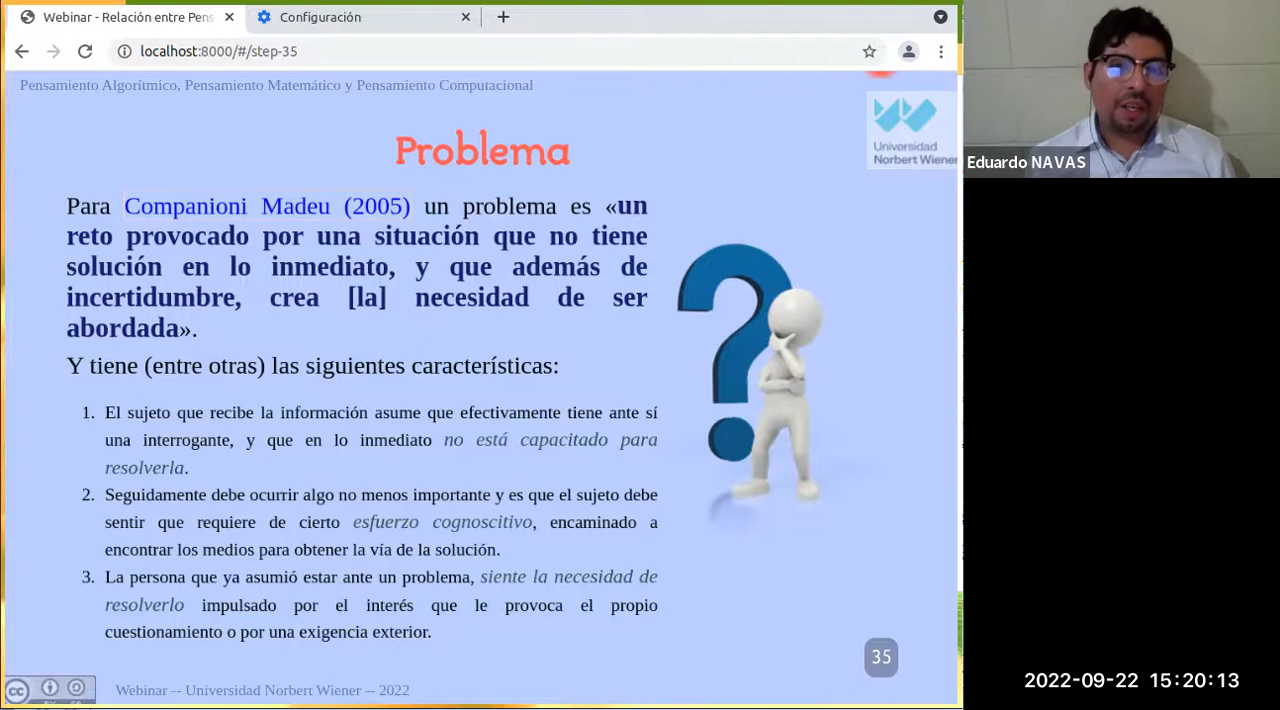 Webinar - Relación entre Pens
Configuración
localhost:8000/#/step-35
Pensamiento Algorítmico, Pensamiento Matemático y Pensamiento Computacional
Universidad
Norbert Wiener
Problema
Para Companioni Madeu (2005) un problema es «un
reto provocado por una situación que no tiene
solución en lo inmediato, y que además de
incertidumbre, crea [la] necesidad de ser
abordada».
Y tiene (entre otras) las siguientes características:
1. El sujeto que recibe la información asume que efectivamente tiene ante sí
una interrogante, y que en lo inmediato no está capacitado para
resolverla.
2. Seguidamente debe ocurrir algo no menos importante y es que el sujeto debe
sentir que requiere de cierto esfuerzo cognoscitivo, encaminado a
encontrar los medios para obtener la vía de la solución.
3. La persona que ya asumió estar ante un problema, siente la necesidad de
resolverlo impulsado por el interés que le provoca el propio
cuestionamiento o por una exigencia exterior.
35
cc
Webinar -- Universidad Norbert Wiener -- 2022
Eduardo NAVAS
2022-09-22 15:20:13